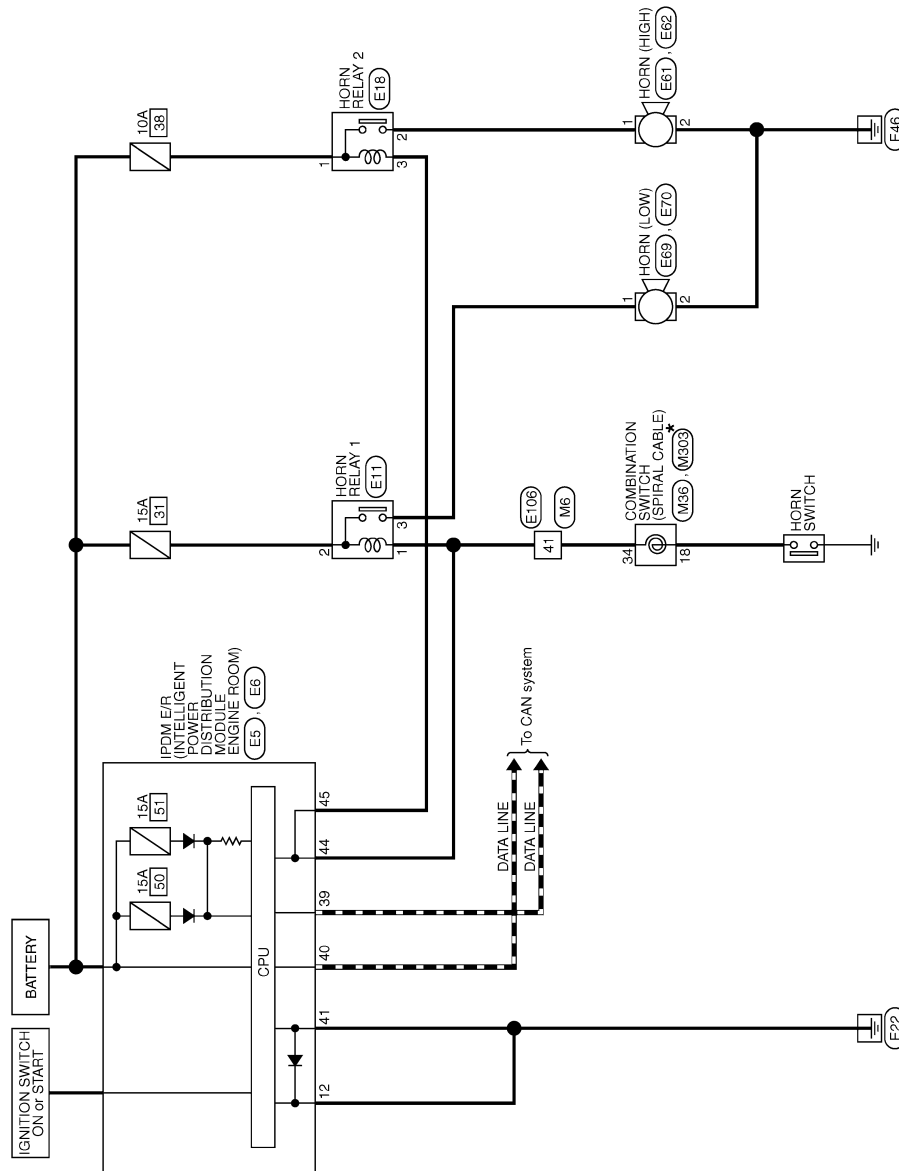 IGNITION SWITCH
ON or START
BATTERY
IPDM E/R
(INTELLIGENT
POWER
DISTRIBUTION
MODULE
ENGINE ROOM)
E5 , E6
15A
50
15A
51
CPU
12
41
40
39
44
45
DATA LINE
DATA LINE
To CAN system
E22
15A
31
HORN
RELAY 1
E11
2
1
3
E106
41
M6
COMBINATION
SWITCH
(SPIRAL CABLE)
*
M36 , M303
34
18
HORN
SWITCH
10A
38
HORN
RELAY 2
E18
1
3
2
HORN (LOW)
E69 , E70
1
2
HORN (HIGH)
E61 , E62
1
2
E46